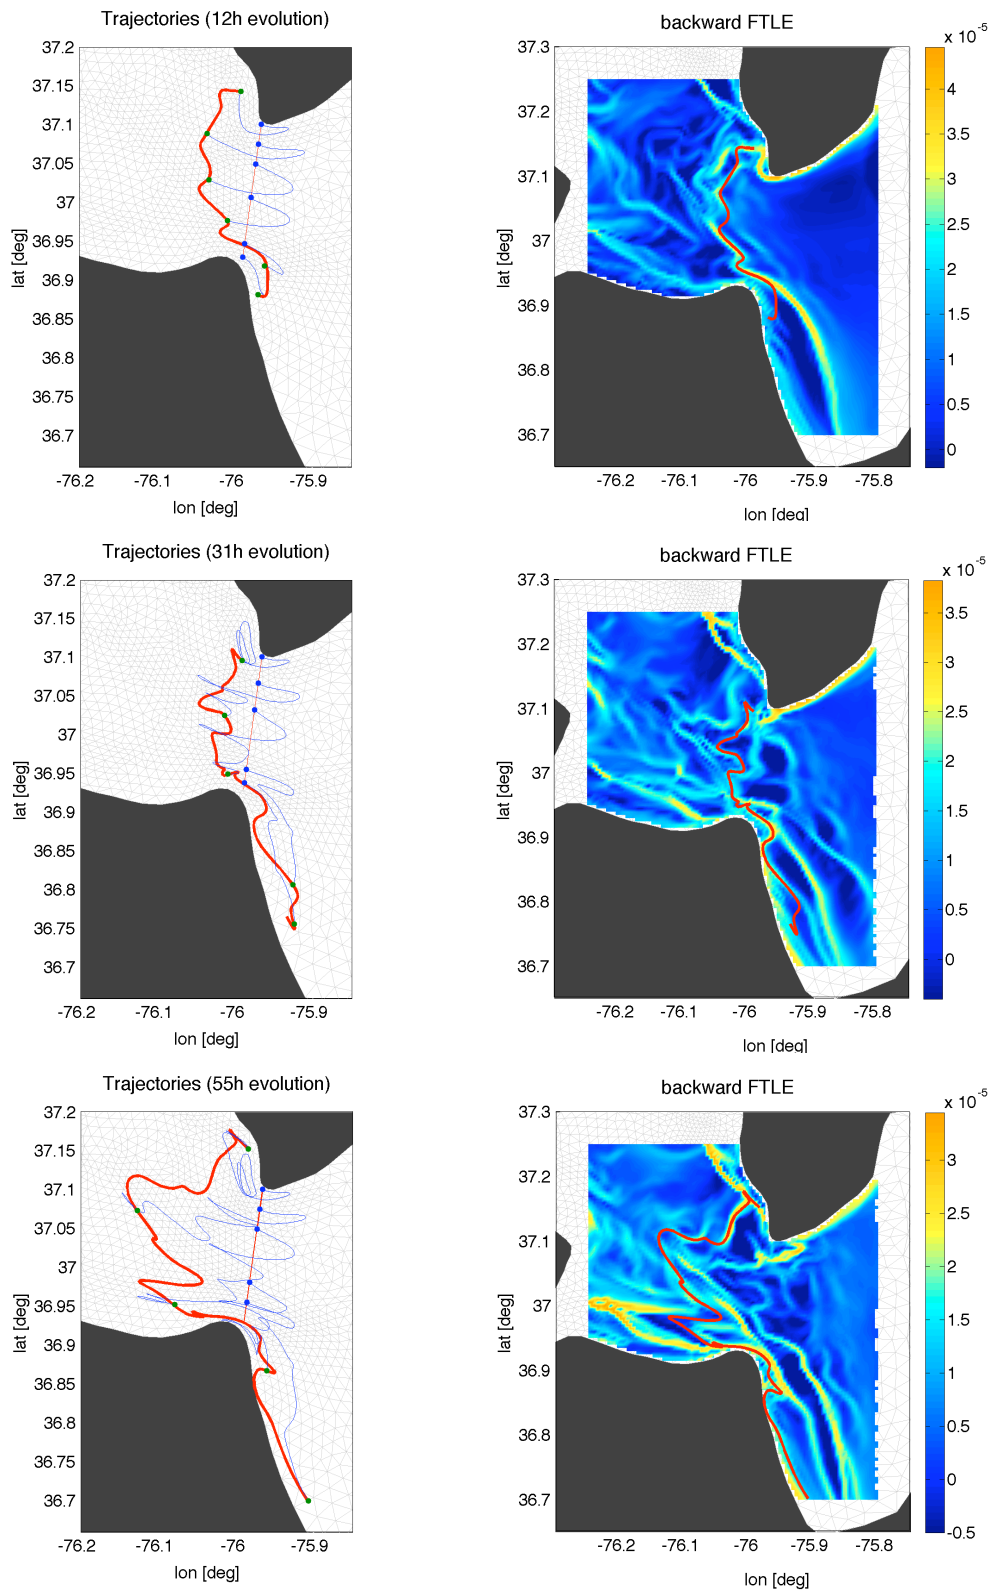 Trajectories (12h evolution)
37.2
37.15
37.1
37.05
37
36.95
36.9
36.85
36.8
36.75
36.7
lat [deg]
-76.2 -76.1 -76 -75.9
lon [deg]
backward FTLE
37.3
37.2
37.1
37
36.9
36.8
36.7
lat [deg]
-76.2 -76.1 -76 -75.9 -75.8
lon [deg]
x 10-5
4
3.5
3
2.5
2
1.5
1
0.5
0
Trajectories (31h evolution)
37.2
37.15
37.1
37.05
37
36.95
36.9
36.85
36.8
36.75
36.7
lat [deg]
-76.2 -76.1 -76 -75.9
lon [deg]
backward FTLE
37.3
37.2
37.1
37
36.9
36.8
36.7
lat [deg]
-76.2 -76.1 -76 -75.9 -75.8
lon [deg]
x 10-5
3.5
3
2.5
2
1.5
1
0.5
0
Trajectories (55h evolution)
37.2
37.15
37.1
37.05
37
36.95
36.9
36.85
36.8
36.75
36.7
lat [deg]
-76.2 -76.1 -76 -75.9
lon [deg]
backward FTLE
37.3
37.2
37.1
37
36.9
36.8
36.7
lat [deg]
-76.2 -76.1 -76 -75.9 -75.8
lon [deg]
x 10-5
3
2.5
2
1.5
1
0.5
0
-0.5